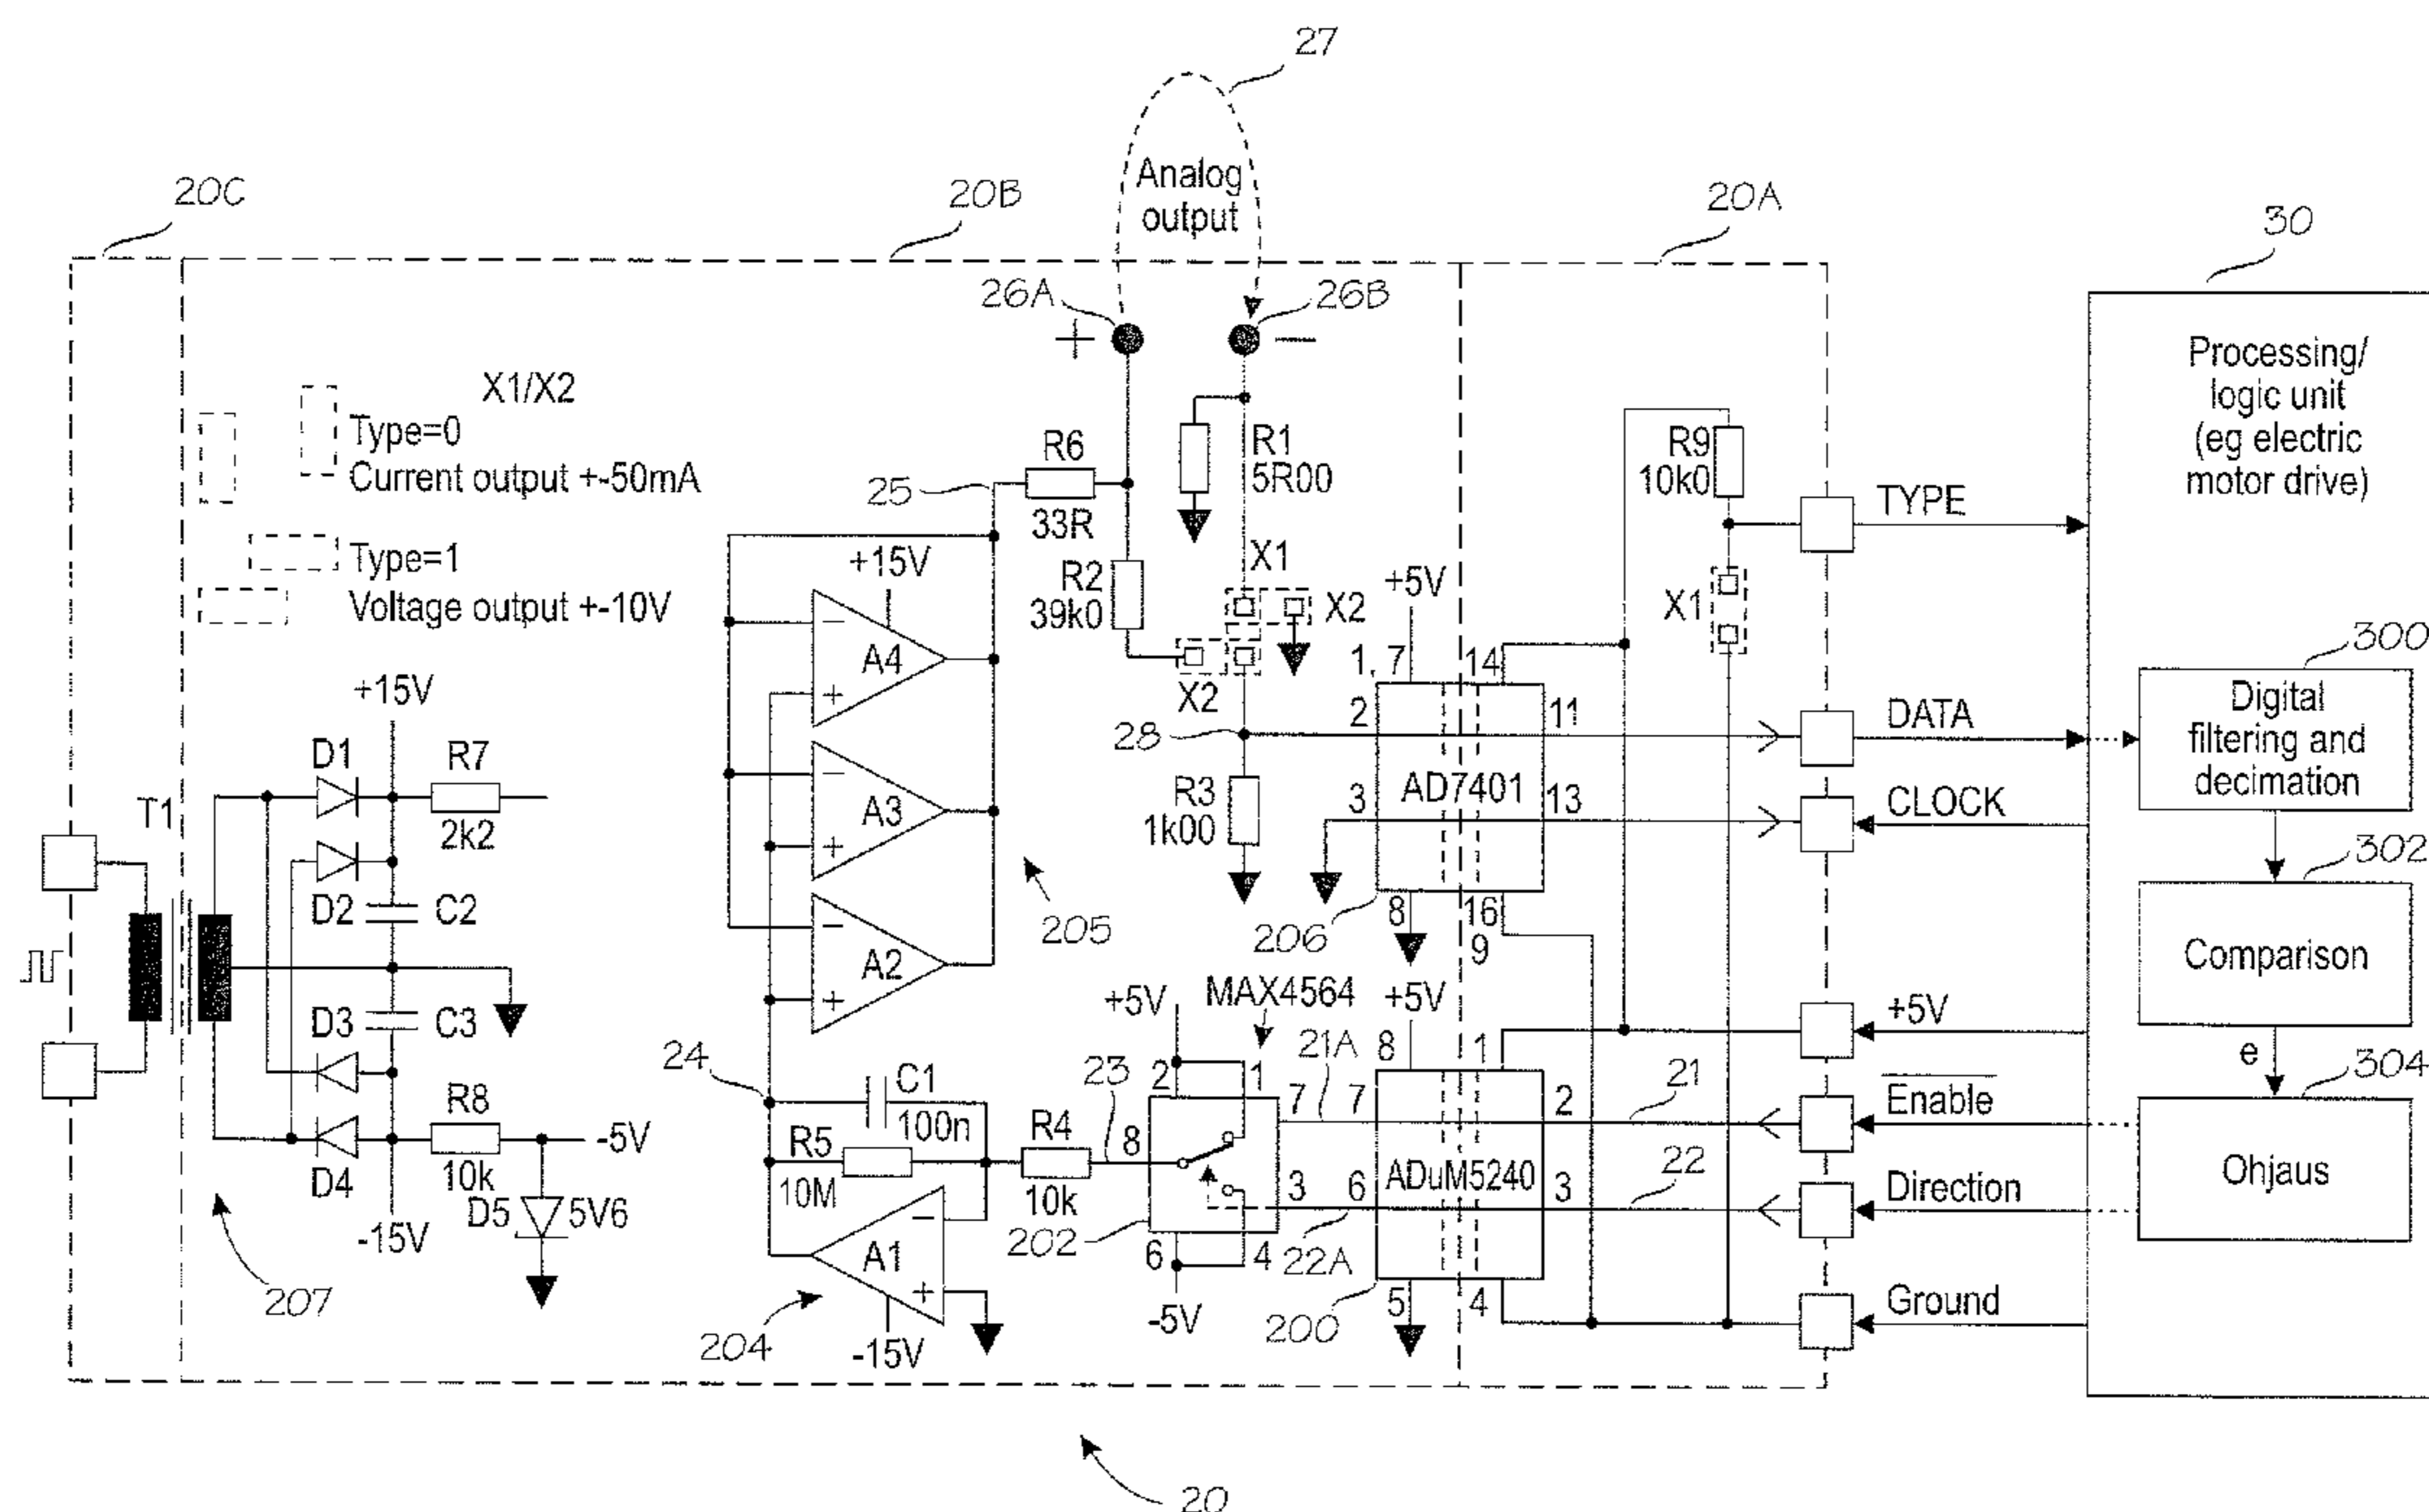 27
Analog
output
20C
20B
20A
30
26A
+
26B
−
Processing/
logic unit
(eg electric
motor drive)
X1/X2
Type=0
Current output +-50mA
Type=1
Voltage output +-10V
25
R6
33R
R1
5R00
R9
10k0
TYPE
+15V
R2
39k0
X1
X2
X2
X1
+5V
A4
−
+
1,
7
14
2
11
28
DATA
300
Digital
filtering and
decimation
+15V
D1
R7
2k2
T1
D2
C2
A3
−
+
205
R3
1k00
3
AD7401
13
CLOCK
302
Comparison
206
8
16
9
A2
−
+
D3
C3
+5V
MAX4564
+5V
+5V
24
C1
100n
23
2
1
21A
8
1
e
304
Ohjaus
R8
10k
-5V
D4
-15V
D5
5V6
R5
10M
R4
10k
8
7
7
2
21
Enable
ADuM5240
3
6
3
22
Direction
202
6
4
22A
-5V
A1
−
+
-15V
204
207
200
5
4
Ground
20